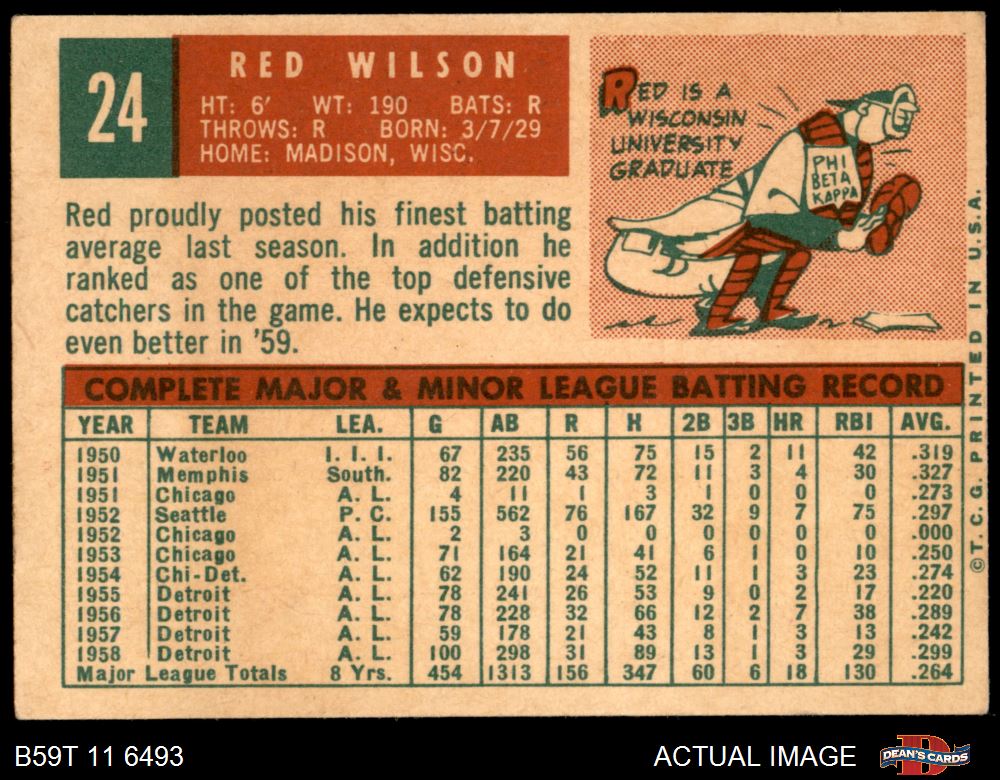 24
RED WILSON
HT: 6' WT: 190 BATS: R
THROWS: R BORN: 3/7/29
HOME: MADISON, WISC.
RED IS A
WISCONSIN
UNIVERSITY
GRADUATE
PHI
BETA
KAPPA
Red proudly posted his finest batting
average last season. In addition he
ranked as one of the top defensive
catchers in the game. He expects to do
even better in '59.
COMPLETE MAJOR & MINOR LEAGUE BATTING RECORD
YEAR TEAM LEA. G AB R H 2B 3B HR RBI AVG.
1950 Waterloo I. I. I. 67 235 56 75 15 2 11 42 .319
1951 Memphis South. 82 220 43 72 11 3 4 30 .327
1951 Chicago A. L. 4 11 1 3 1 0 0 0 .273
1952 Seattle P. C. 155 562 76 167 32 9 7 75 .297
1952 Chicago A. L. 2 3 0 0 0 0 0 0 .000
1953 Chicago A. L. 71 164 21 41 6 1 0 10 .250
1954 Chi-Det. A. L. 62 190 24 52 11 1 3 23 .274
1955 Detroit A. L. 78 241 26 53 9 0 2 17 .220
1956 Detroit A. L. 78 228 32 66 12 2 7 38 .289
1957 Detroit A. L. 59 178 21 43 8 1 3 13 .242
1958 Detroit A. L. 100 298 31 89 13 1 3 29 .299
Major League Totals 8 Yrs. 454 1313 156 347 60 6 18 130 .264
©T. C. G. PRINTED IN U.S.A.
B59T 11 6493
ACTUAL IMAGE
DEAN'S CARDS